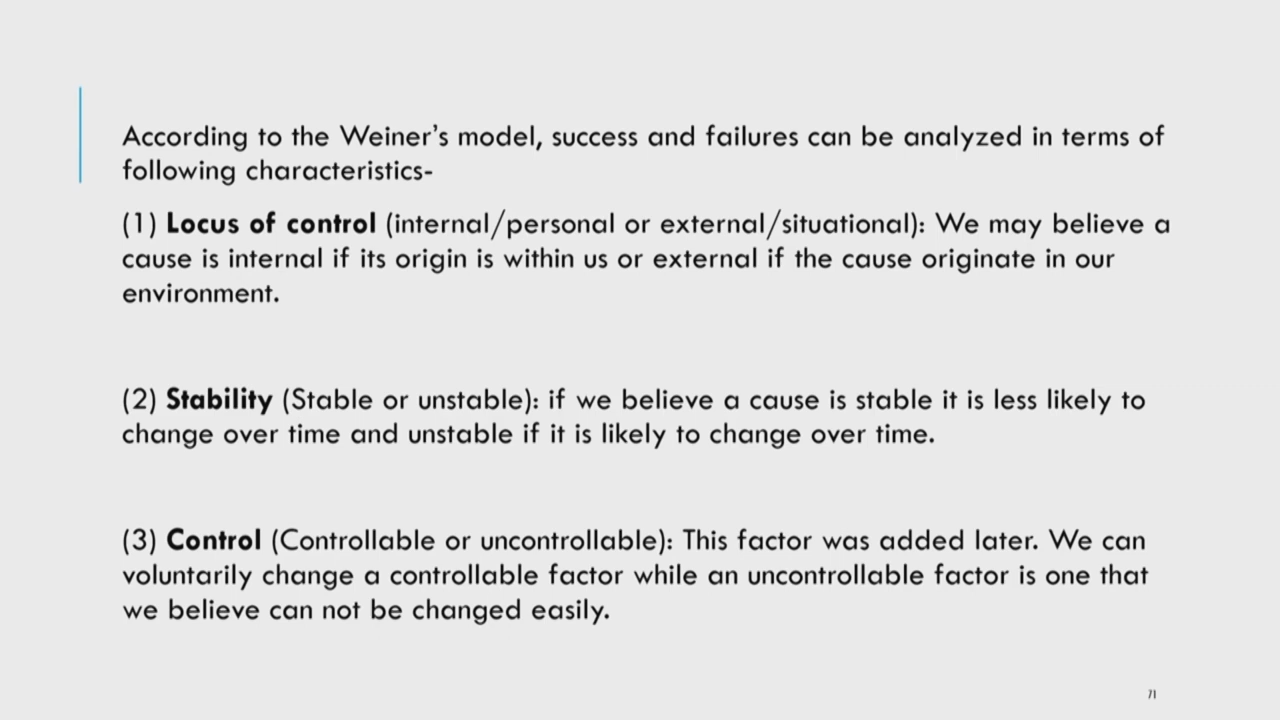 According to the Weiner's model, success and failures can be analyzed in terms of
following characteristics-
(1) Locus of control (internal/personal or external/situational): We may believe a
cause is internal if its origin is within us or external if the cause originate in our
environment.
(2) Stability (Stable or unstable): if we believe a cause is stable it is less likely to
change over time and unstable if it is likely to change over time.
(3) Control (Controllable or uncontrollable): This factor was added later. We can
voluntarily change a controllable factor while an uncontrollable factor is one that
we believe can not be changed easily.
71